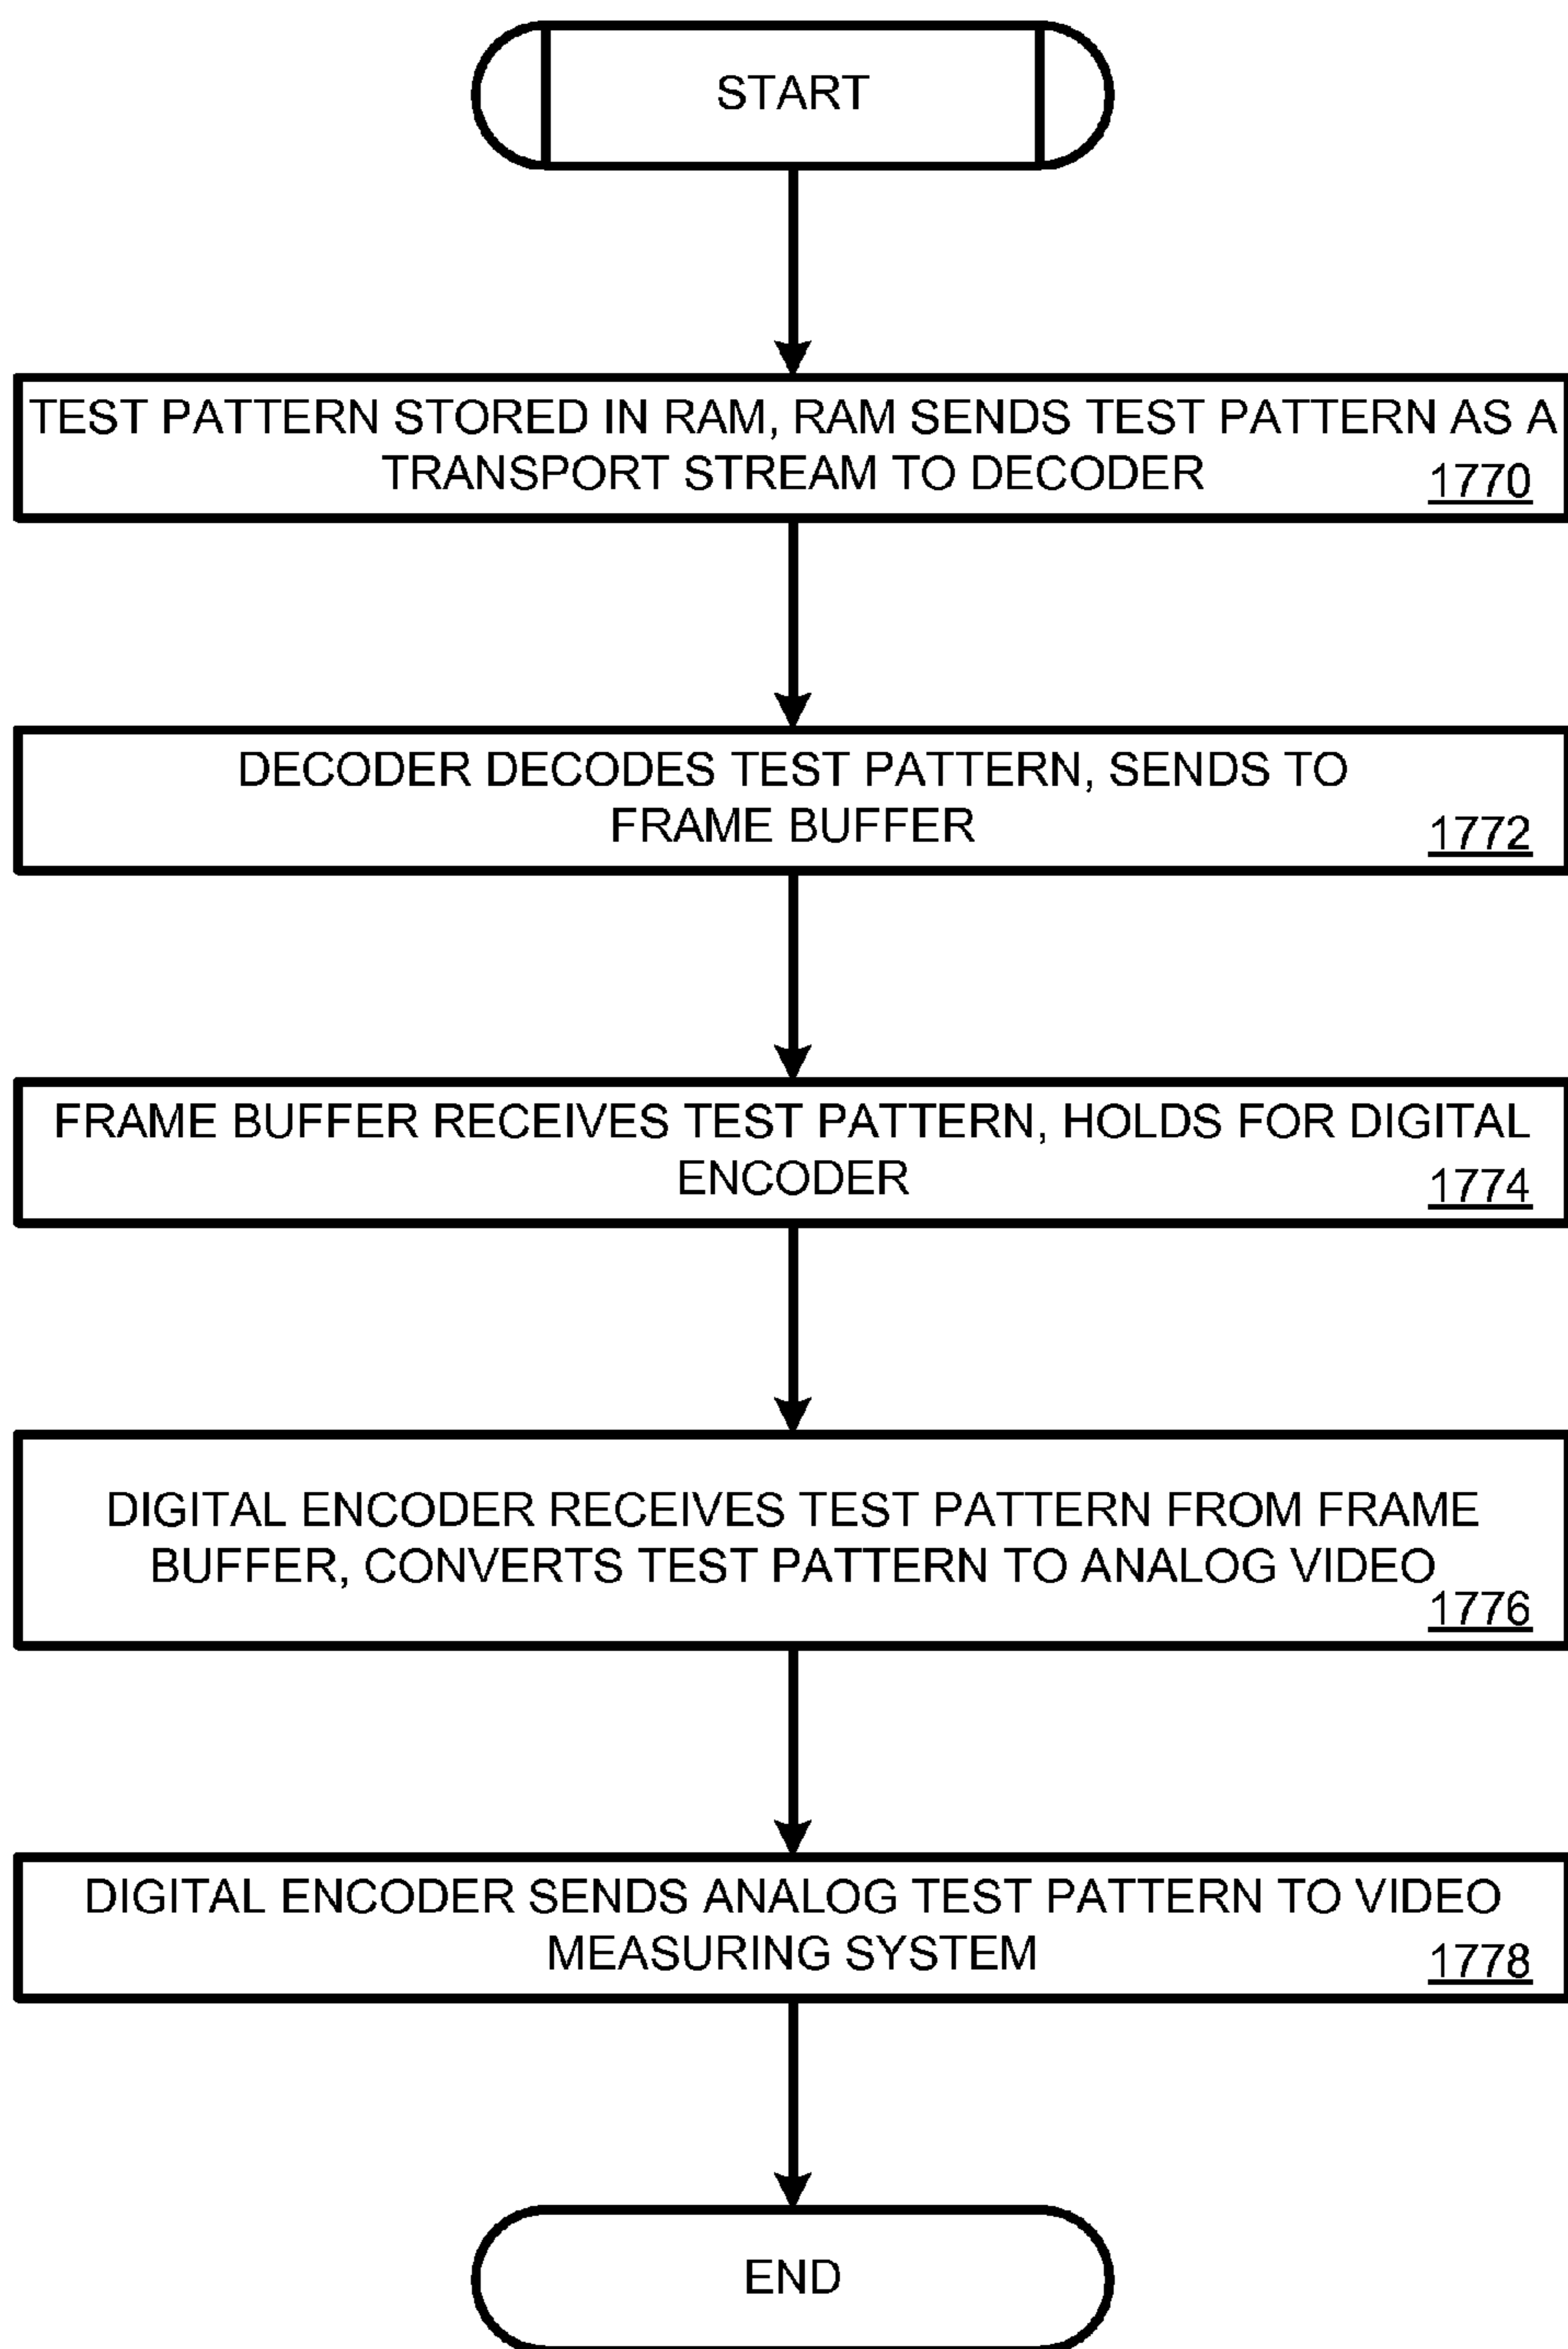 START
TEST PATTERN STORED IN RAM, RAM SENDS TEST PATTERN AS A
TRANSPORT STREAM TO DECODER
1770
DECODER DECODES TEST PATTERN, SENDS TO
FRAME BUFFER
1772
FRAME BUFFER RECEIVES TEST PATTERN, HOLDS FOR DIGITAL
ENCODER
1774
DIGITAL ENCODER RECEIVES TEST PATTERN FROM FRAME
BUFFER, CONVERTS TEST PATTERN TO ANALOG VIDEO
1776
DIGITAL ENCODER SENDS ANALOG TEST PATTERN TO VIDEO
MEASURING SYSTEM
1778
END